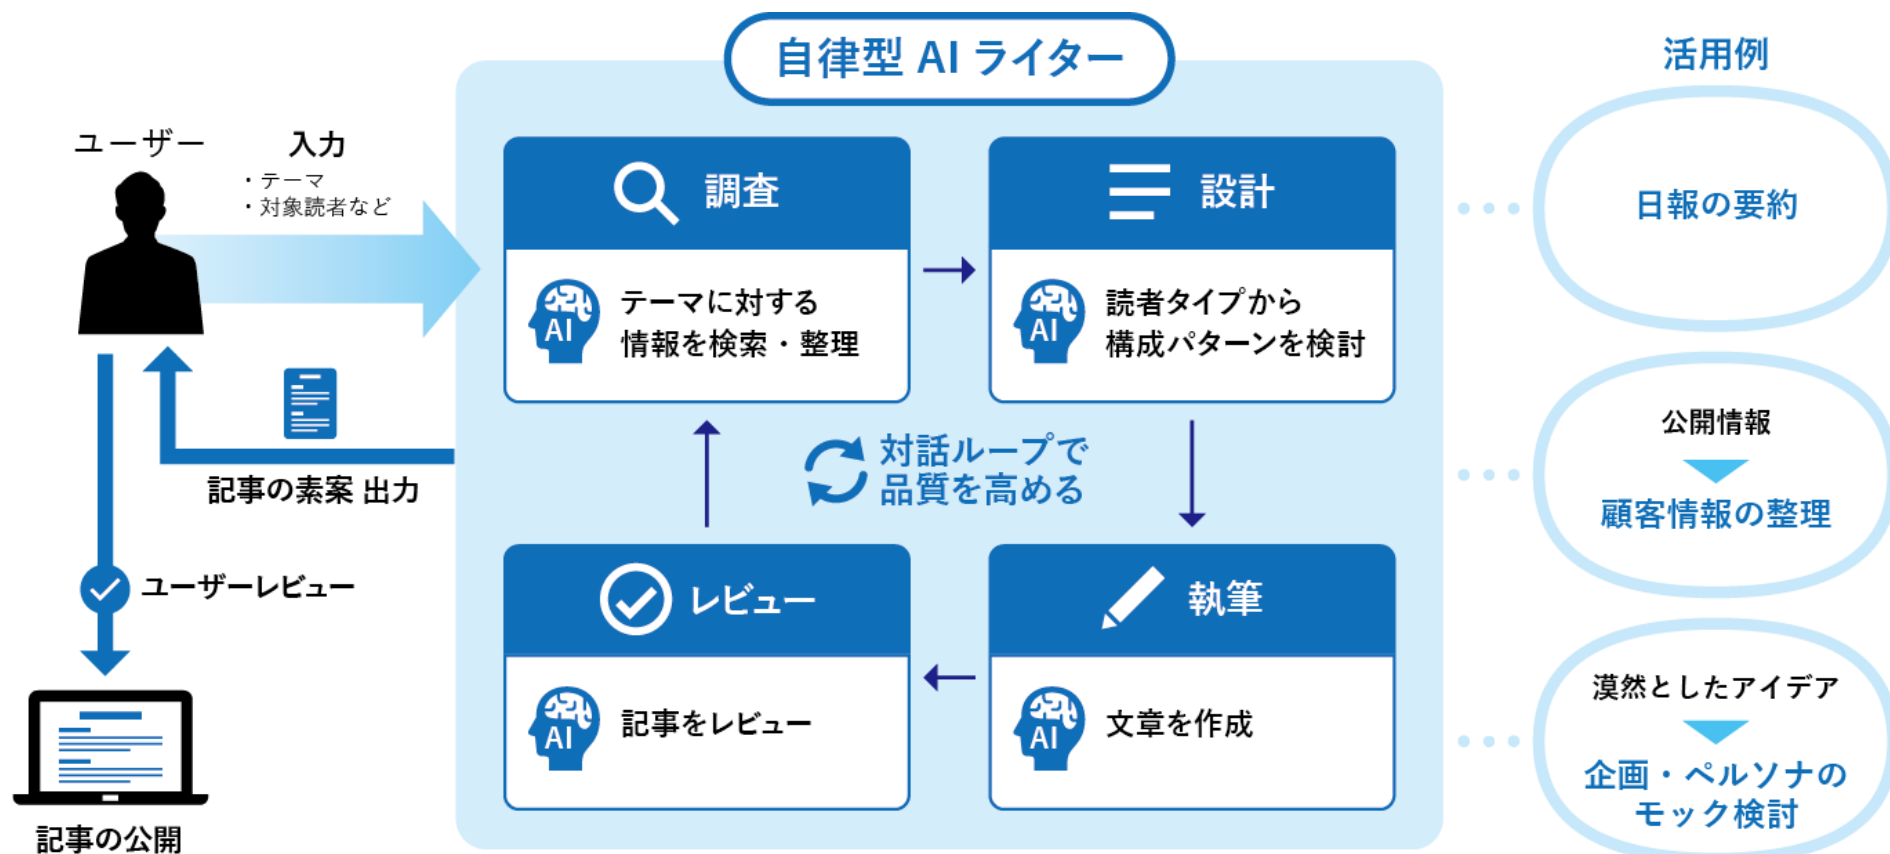 自律型 AI ライター
活用例
ユーザー
入力
・テーマ
・対象読者など
調査
AI
テーマに対する
情報を検索・整理
設計
AI
読者タイプから
構成パターンを検討
対話ループで
品質を高める
レビュー
AI
記事をレビュー
執筆
AI
文章を作成
記事の素案 出力
ユーザーレビュー
記事の公開
日報の要約
公開情報
顧客情報の整理
漠然としたアイデア
企画・ペルソナの
モック検討